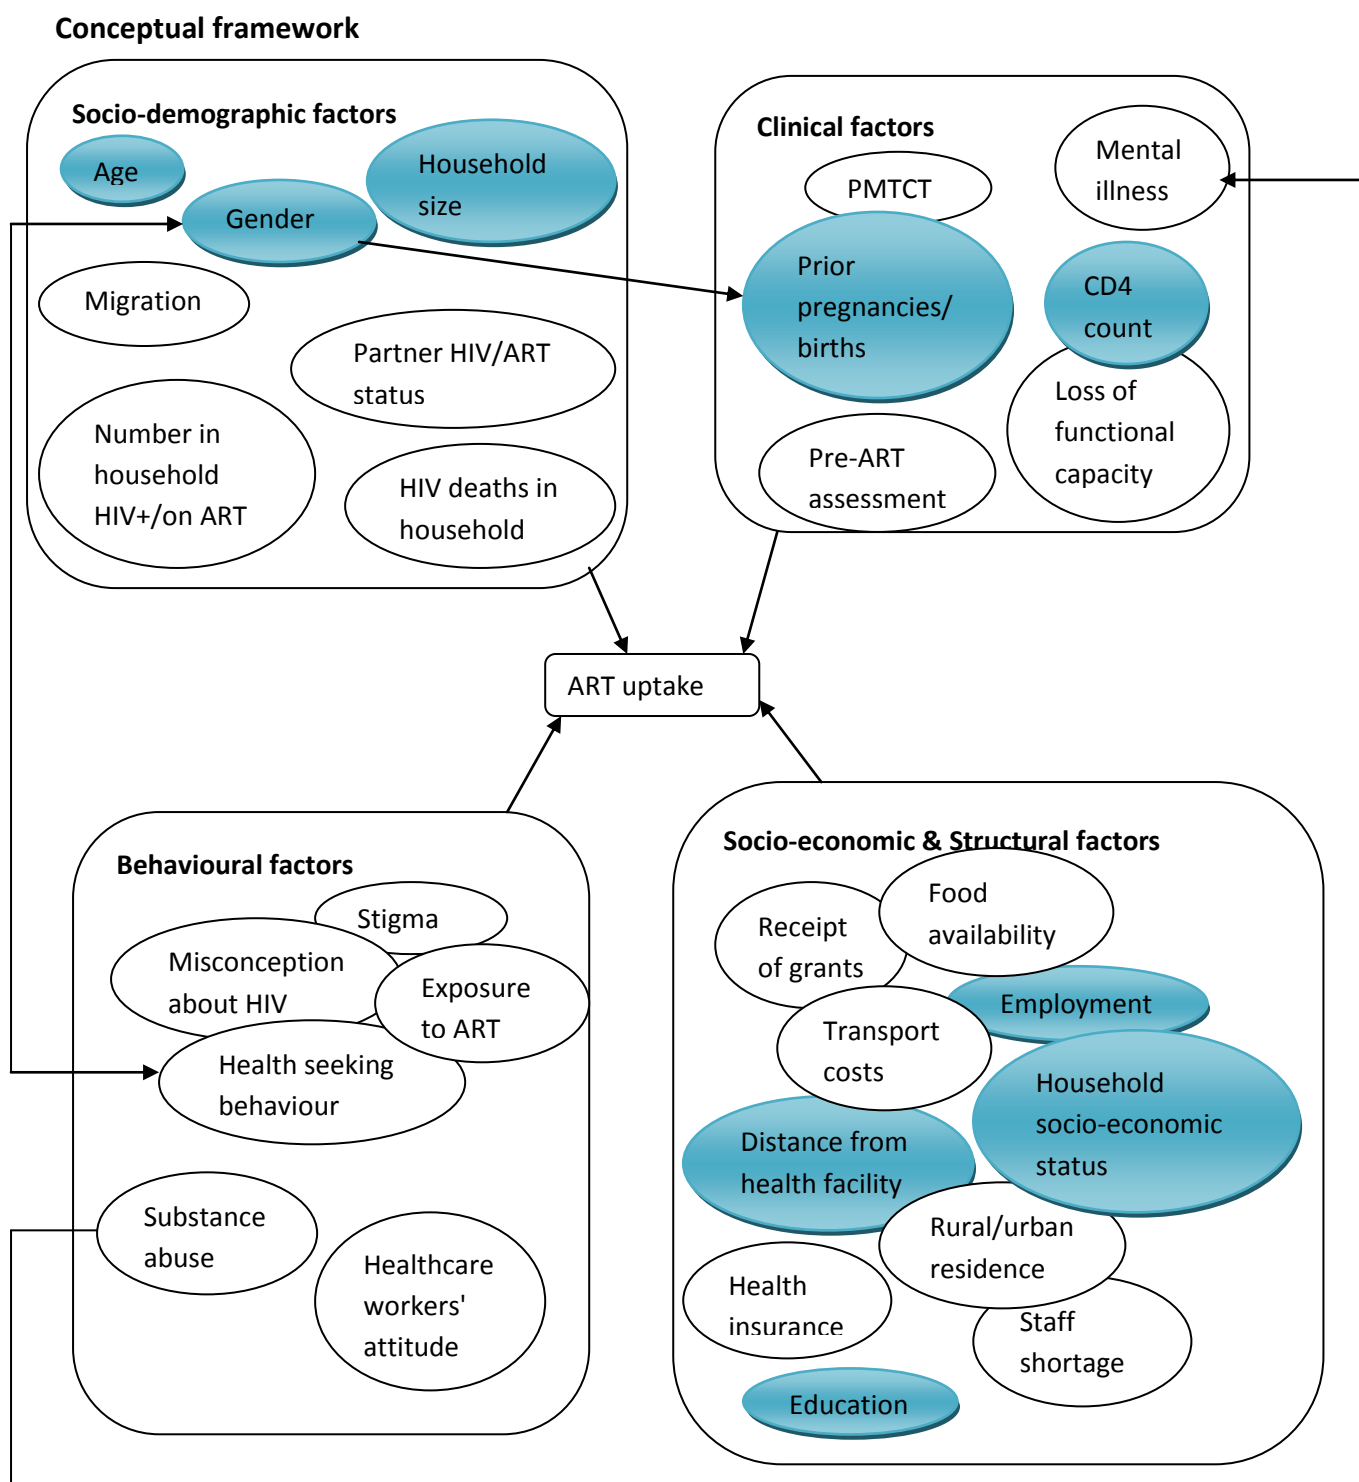 Conceptual framework
Socio-demographic factors
Age
Gender
Household
size
Migration
Partner HIV/ART
status
Number in
household
HIV+/on ART
HIV deaths in
household
Clinical factors
PMTCT
Mental
illness
Prior
pregnancies/
births
CD4
count
Loss of
functional
capacity
Pre-ART
assessment
ART uptake
Behavioural factors
Stigma
Misconception
about HIV
Exposure
to ART
Health seeking
behaviour
Substance
abuse
Healthcare
workers'
attitude
Socio-economic & Structural factors
Receipt
of grants
Food
availability
Employment
Transport
costs
Household
socio-economic
status
Distance from
health facility
Rural/urban
residence
Health
insurance
Staff
shortage
Education